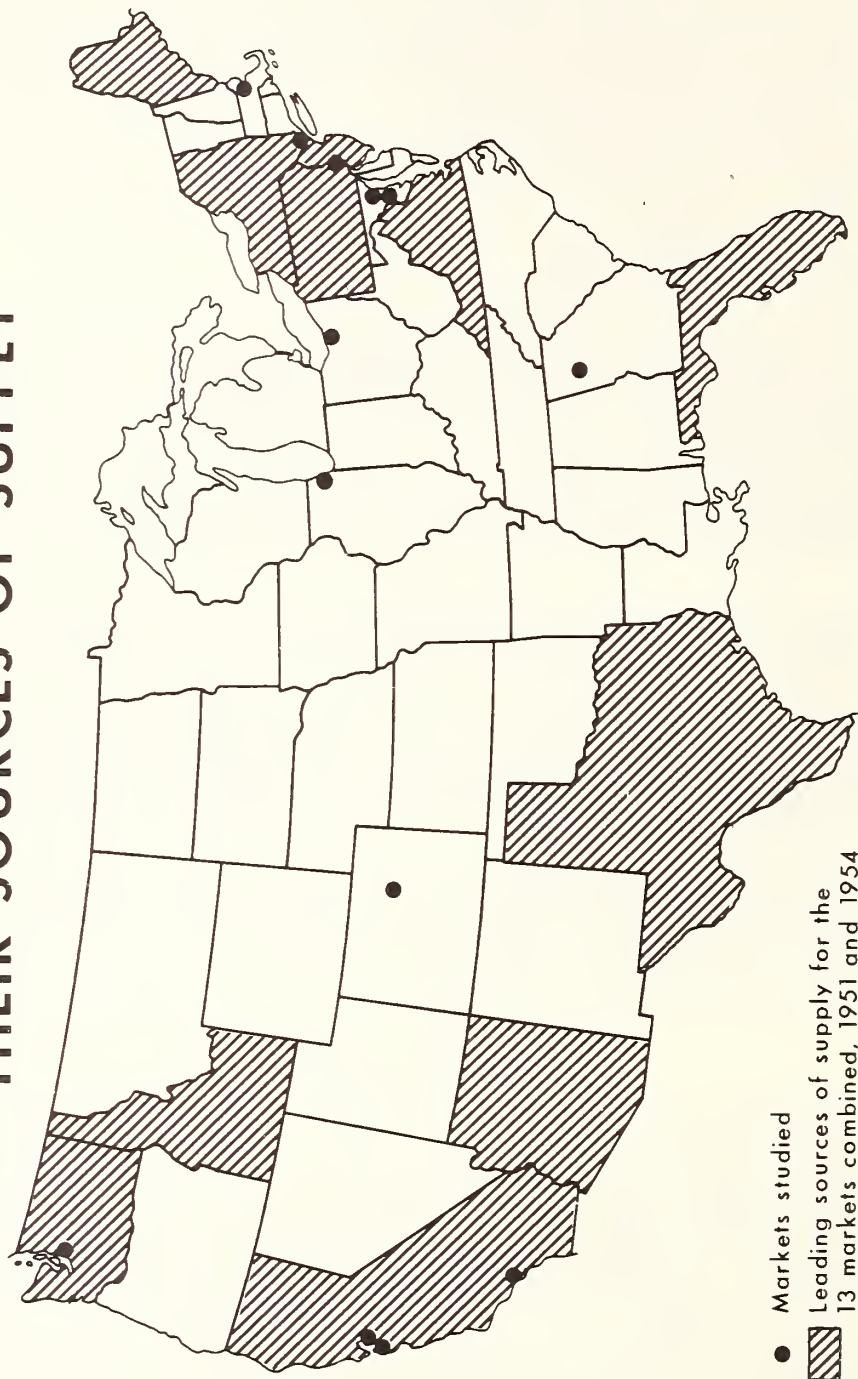 THEIR SOURCES OF SUPPLY
Markets studied
Leading sources of supply for the
13 markets combined, 1951 and 1954